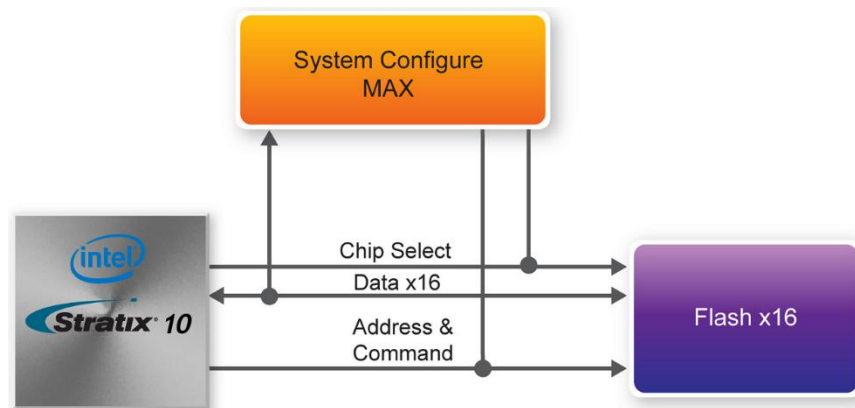 System Configure
MAX
Chip Select
Data x16
Address &
Command
intel
Stratix® 10
Flash x16